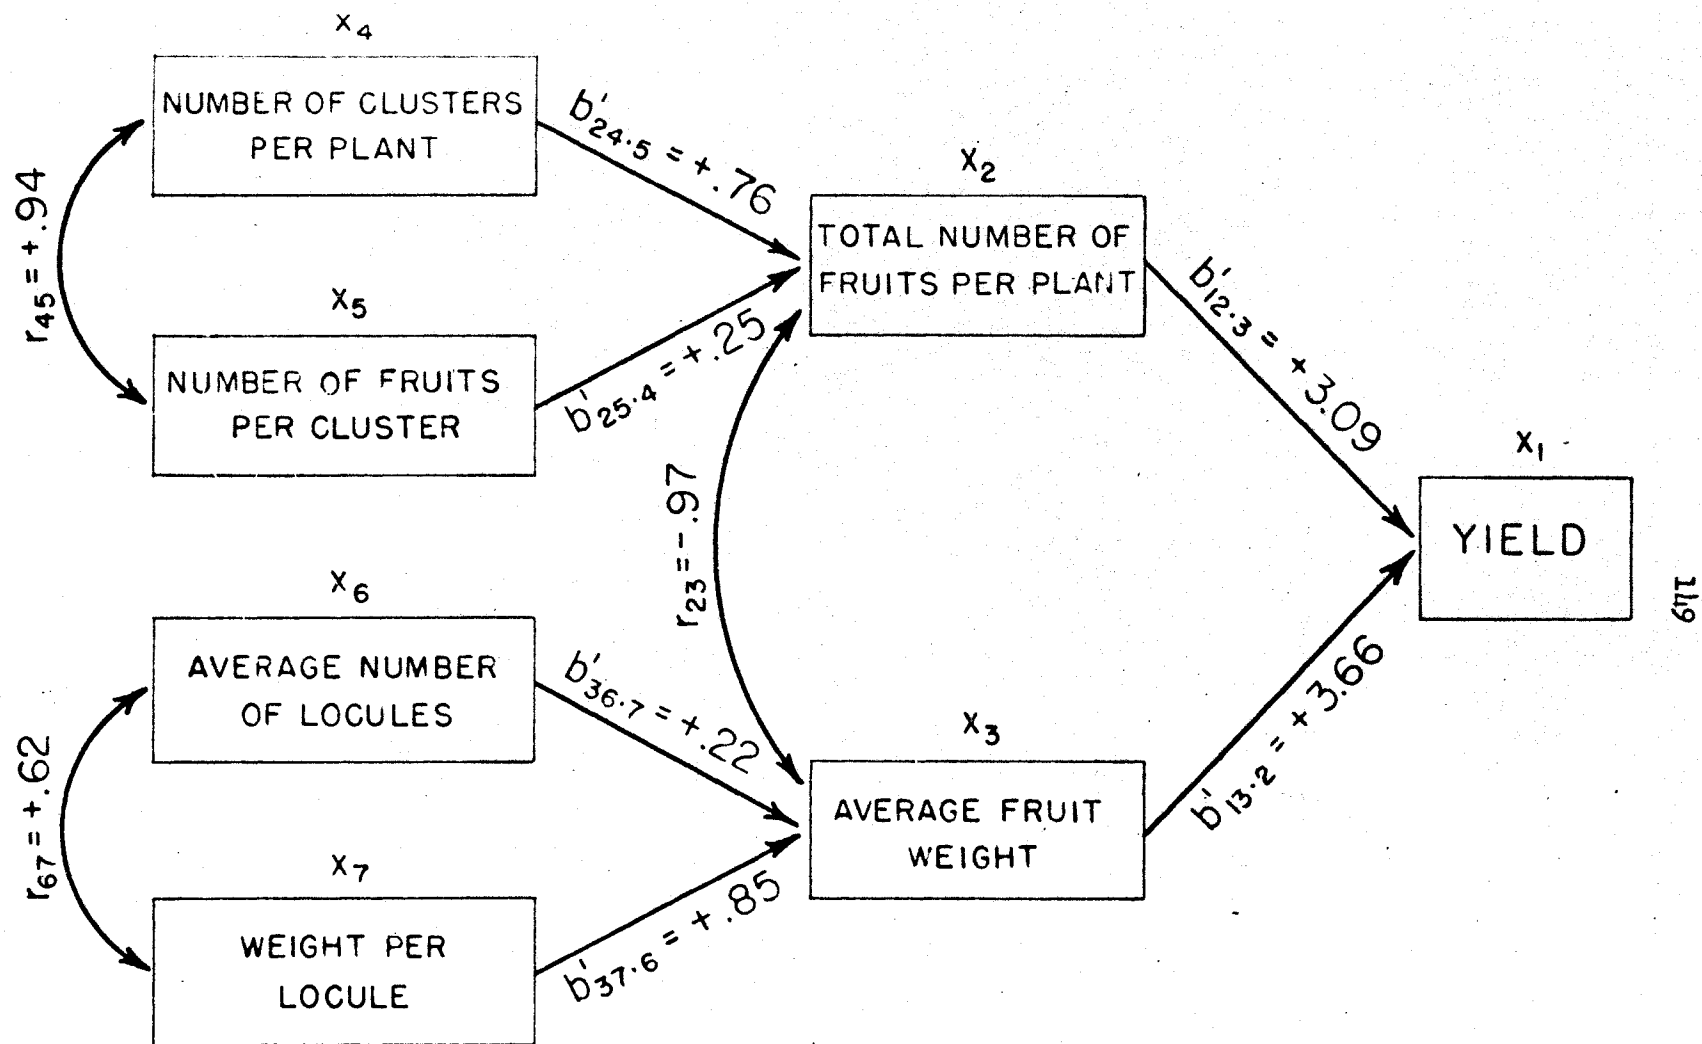 X4
NUMBER OF CLUSTERS
PER PLANT
b'24.5 = +.76
r45 = +.94
X5
NUMBER OF FRUITS
PER CLUSTER
b'25.4 = +.25
X2
TOTAL NUMBER OF
FRUITS PER PLANT
b'12.3 = +3.09
r23 = -.97
X1
YIELD
149
X6
AVERAGE NUMBER
OF LOCULES
b'36.7 = +.22
r67 = +.62
X7
WEIGHT PER
LOCULE
b'37.6 = +.85
X3
AVERAGE FRUIT
WEIGHT
b'13.2 = +3.66